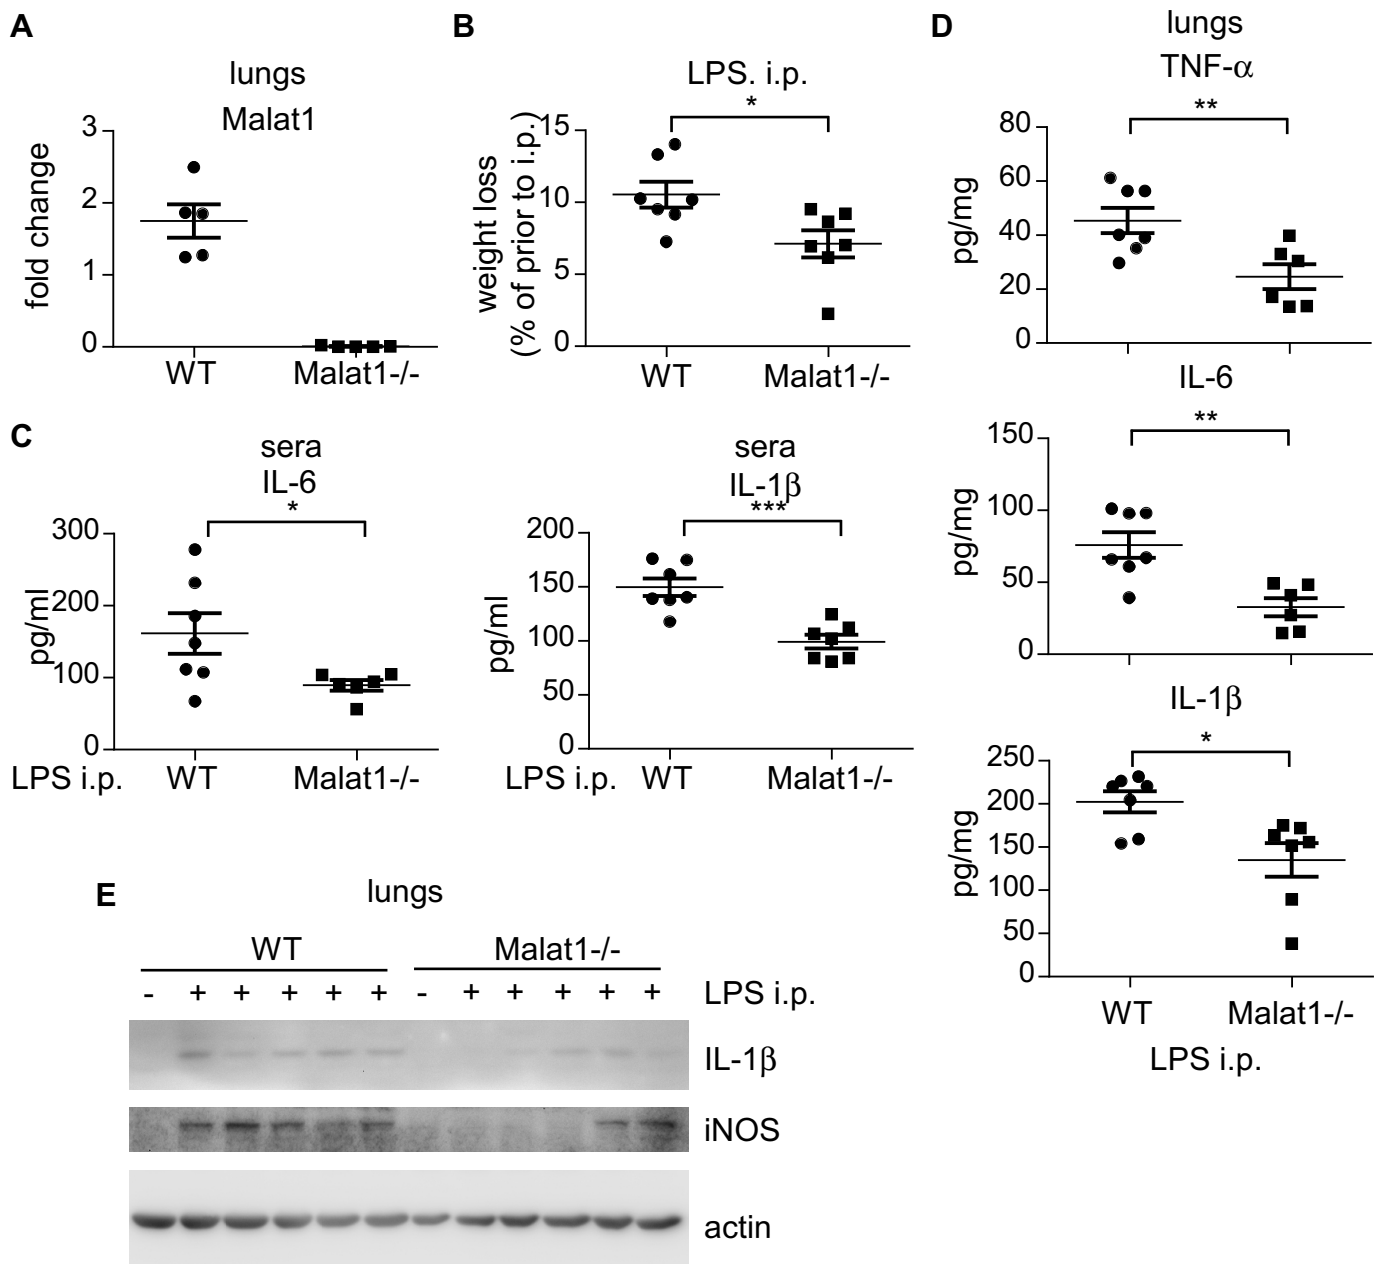 A
lungs
Malat1
fold change
3
2
1
0
WT
Malat1-/-
B
LPS. i.p.
*
weight loss
(% of prior to i.p.)
15
10
5
0
WT
Malat1-/-
C
sera
IL-6
*
pg/ml
300
200
100
0
LPS i.p.
WT
Malat1-/-
sera
IL-1β
***
pg/ml
200
150
100
50
0
LPS i.p.
WT
Malat1-/-
D
lungs
TNF-α
**
pg/mg
80
60
40
20
0
IL-6
**
pg/mg
150
100
50
0
IL-1β
*
pg/mg
250
200
150
100
50
0
WT
Malat1-/-
LPS i.p.
E
lungs
WT
Malat1-/-
- + + + + + - + + + + + LPS i.p.
IL-1β
iNOS
actin